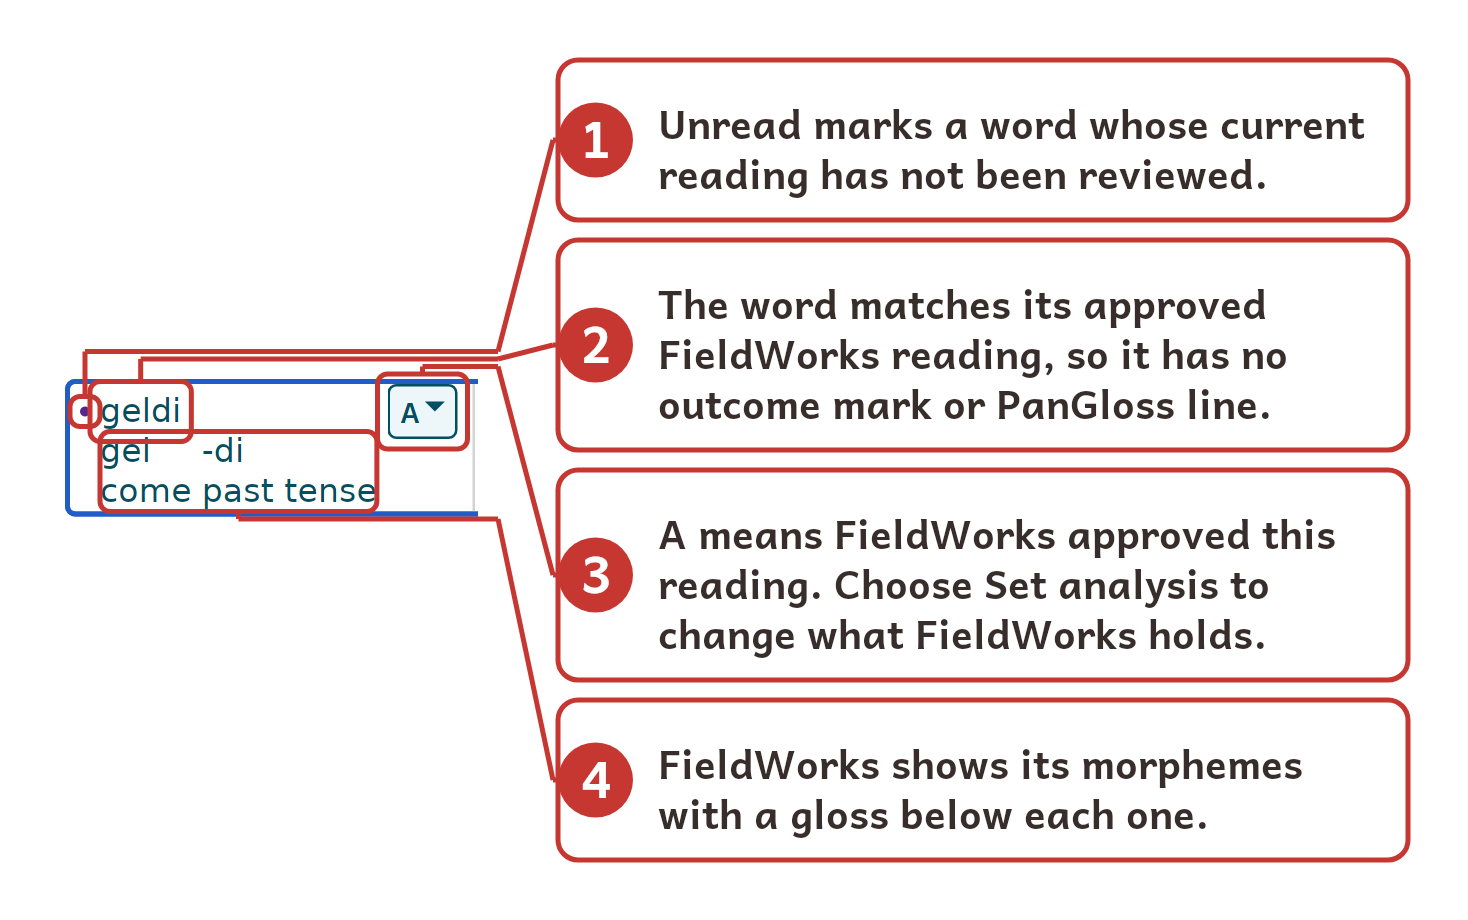 1 Unread marks a word whose current
reading has not been reviewed.
2 The word matches its approved
FieldWorks reading, so it has no
outcome mark or PanGloss line.
geldi A
gel -di
come past tense
3 A means FieldWorks approved this
reading. Choose Set analysis to
change what FieldWorks holds.
4 FieldWorks shows its morphemes
with a gloss below each one.